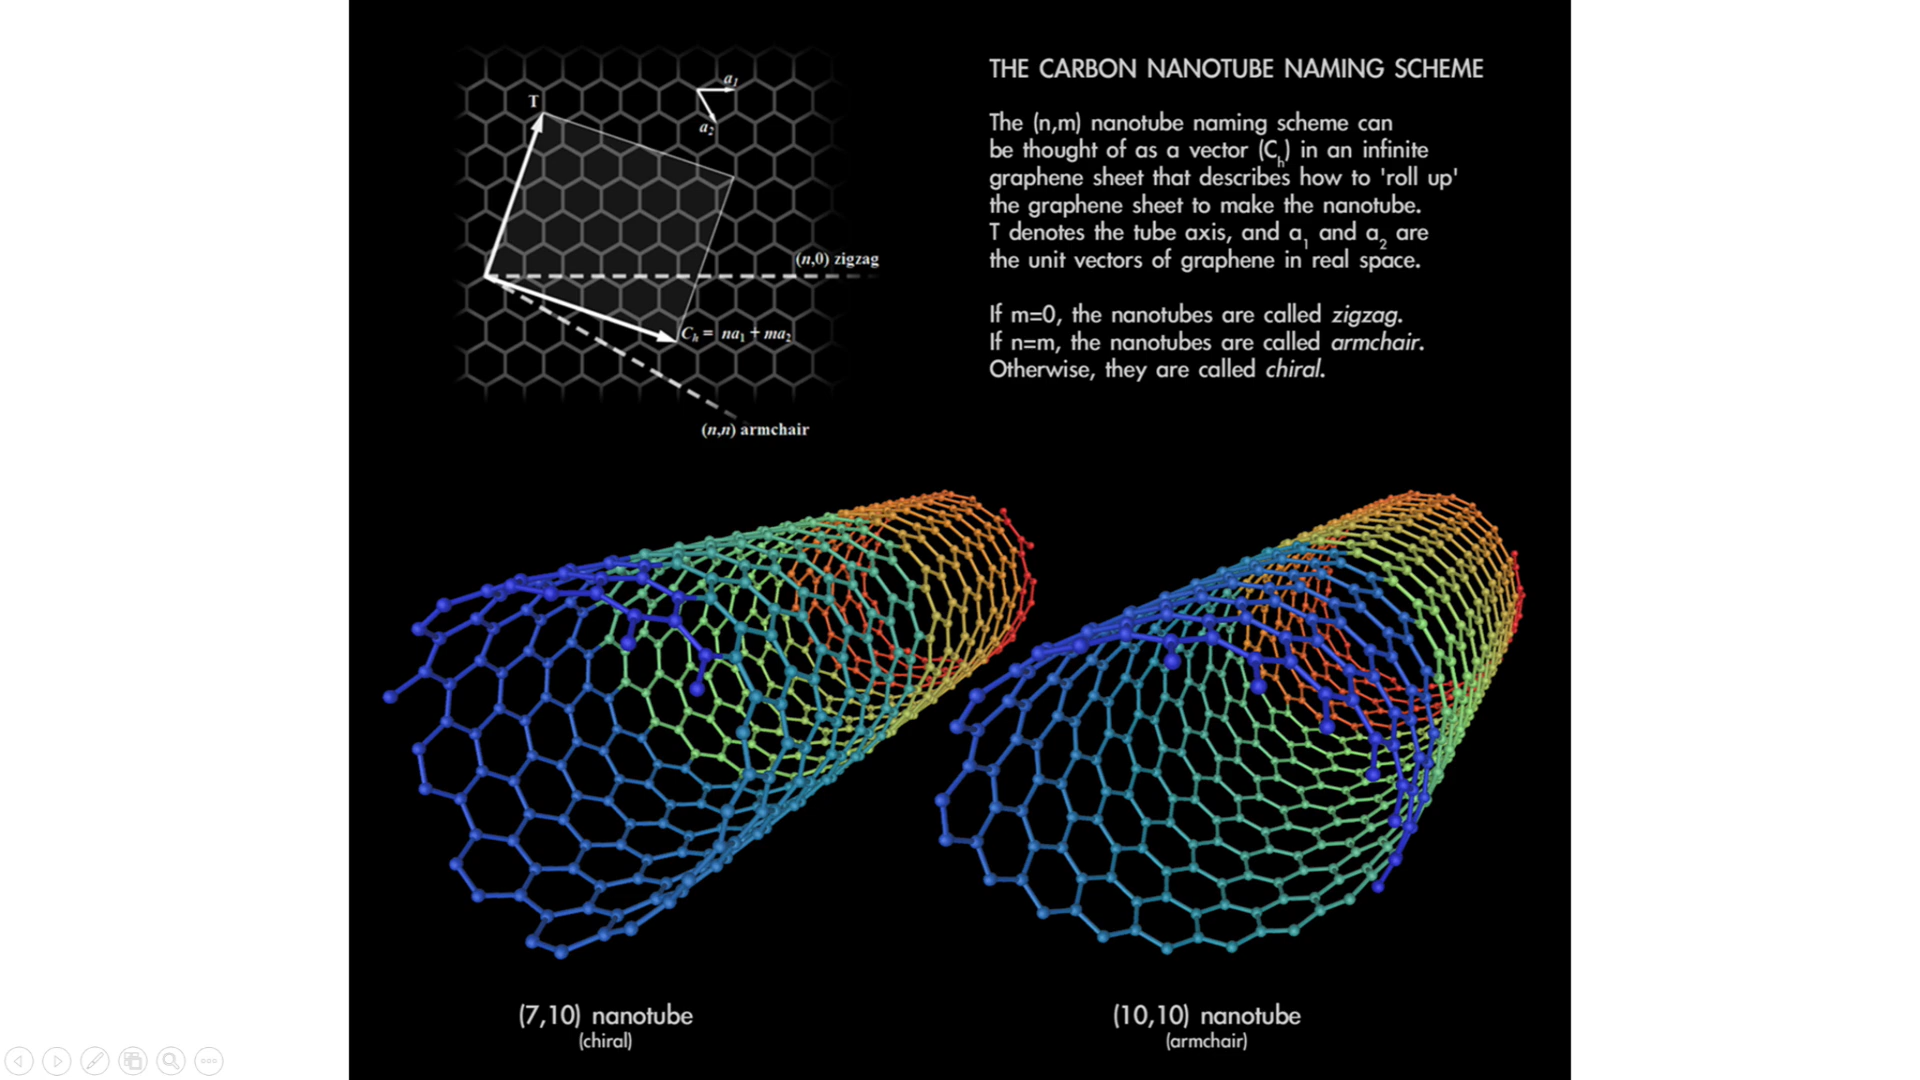 THE CARBON NANOTUBE NAMING SCHEME
The (n,m) nanotube naming scheme can
be thought of as a vector (Cₕ) in an infinite
graphene sheet that describes how to 'roll up'
the graphene sheet to make the nanotube.
T denotes the tube axis, and a₁ and a₂ are
the unit vectors of graphene in real space.
If m=0, the nanotubes are called zigzag.
If n=m, the nanotubes are called armchair.
Otherwise, they are called chiral.
a₁
T
a₂
(n,0) zigzag
Cₕ = na₁ + ma₂
(n,n) armchair
(7,10) nanotube
(chiral)
(10,10) nanotube
(armchair)